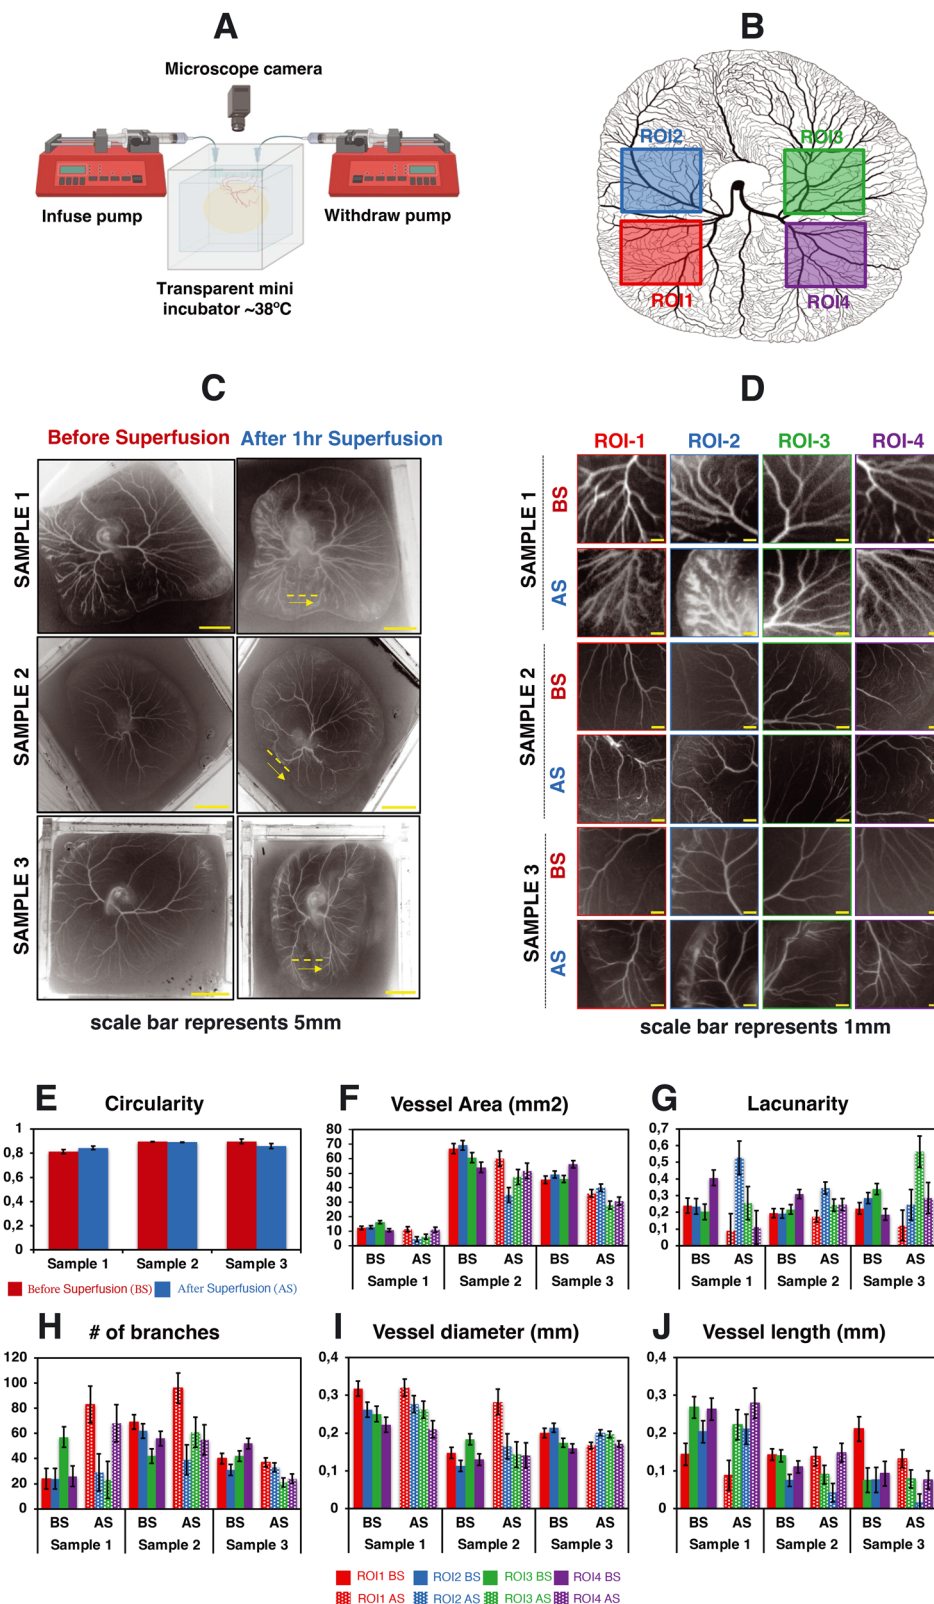 A
Microscope camera
Infuse pump
Withdraw pump
Transparent mini
incubator ~38ºC
B
ROI2
ROI3
ROI1
ROI4
C
Before Superfusion
After 1hr Superfusion
SAMPLE 1
SAMPLE 2
SAMPLE 3
scale bar represents 5mm
D
ROI-1
ROI-2
ROI-3
ROI-4
SAMPLE 1
BS
AS
SAMPLE 2
BS
AS
SAMPLE 3
BS
AS
scale bar represents 1mm
E
Circularity
1
0,8
0,6
0,4
0,2
0
Sample 1
Sample 2
Sample 3
Before Superfusion (BS)
After Superfusion (AS)
F
Vessel Area (mm2)
80
70
60
50
40
30
20
10
0
BS AS BS AS BS AS
Sample 1 Sample 2 Sample 3
G
Lacunarity
0,7
0,6
0,5
0,4
0,3
0,2
0,1
0
BS AS BS AS BS AS
Sample 1 Sample 2 Sample 3
H
# of branches
120
100
80
60
40
20
0
BS AS BS AS BS AS
Sample 1 Sample 2 Sample 3
I
Vessel diameter (mm)
0,4
0,3
0,2
0,1
0
BS AS BS AS BS AS
Sample 1 Sample 2 Sample 3
J
Vessel length (mm)
0,4
0,3
0,2
0,1
0
BS AS BS AS BS AS
Sample 1 Sample 2 Sample 3
ROI1 BS ROI2 BS ROI3 BS ROI4 BS
ROI1 AS ROI2 AS ROI3 AS ROI4 AS